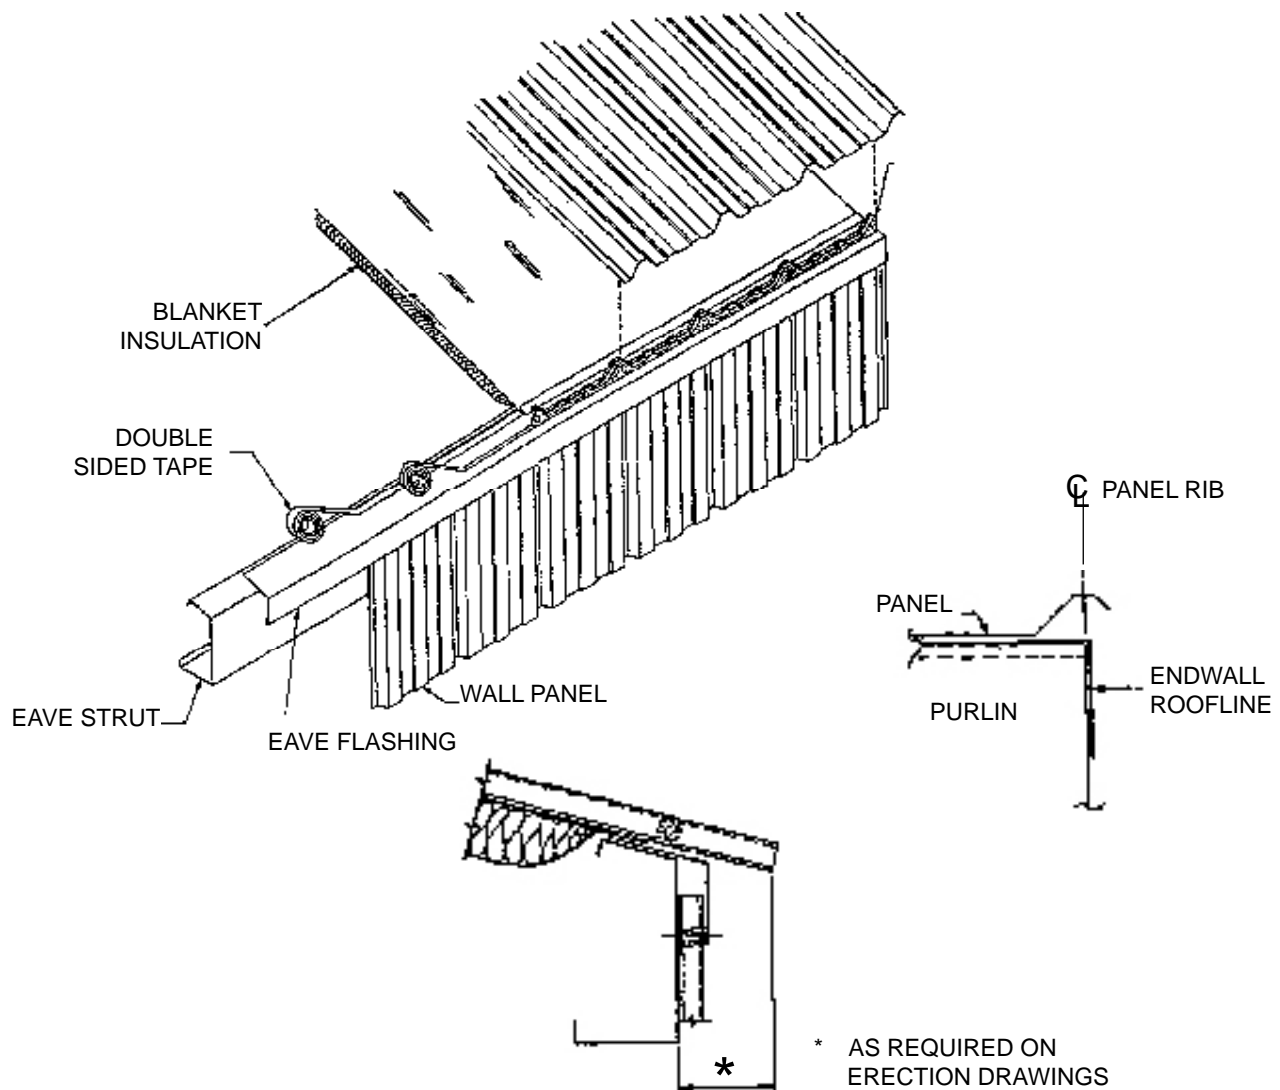 BLANKET
INSULATION
DOUBLE
SIDED TAPE
℄ PANEL RIB
PANEL
ENDWALL
ROOFLINE
PURLIN
WALL PANEL
EAVE STRUT
EAVE FLASHING
*
* AS REQUIRED ON
ERECTION DRAWINGS